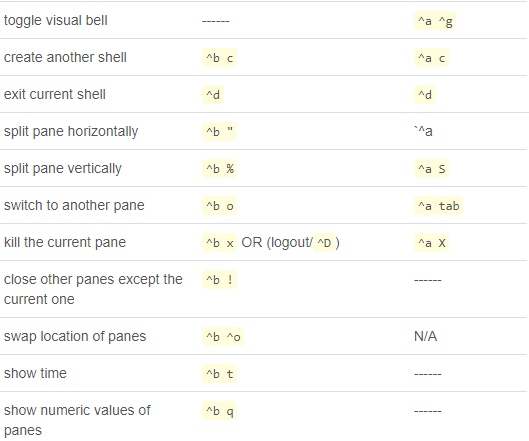 toggle visual bell ------ ^a ^g
create another shell ^b c ^a c
exit current shell ^d ^d
split pane horizontally ^b " `^a
split pane vertically ^b % ^a S
switch to another pane ^b o ^a tab
kill the current pane ^b x OR (logout/ ^D ) ^a X
close other panes except the ^b ! ------
current one
swap location of panes ^b ^o N/A
show time ^b t ------
show numeric values of ^b q ------
panes